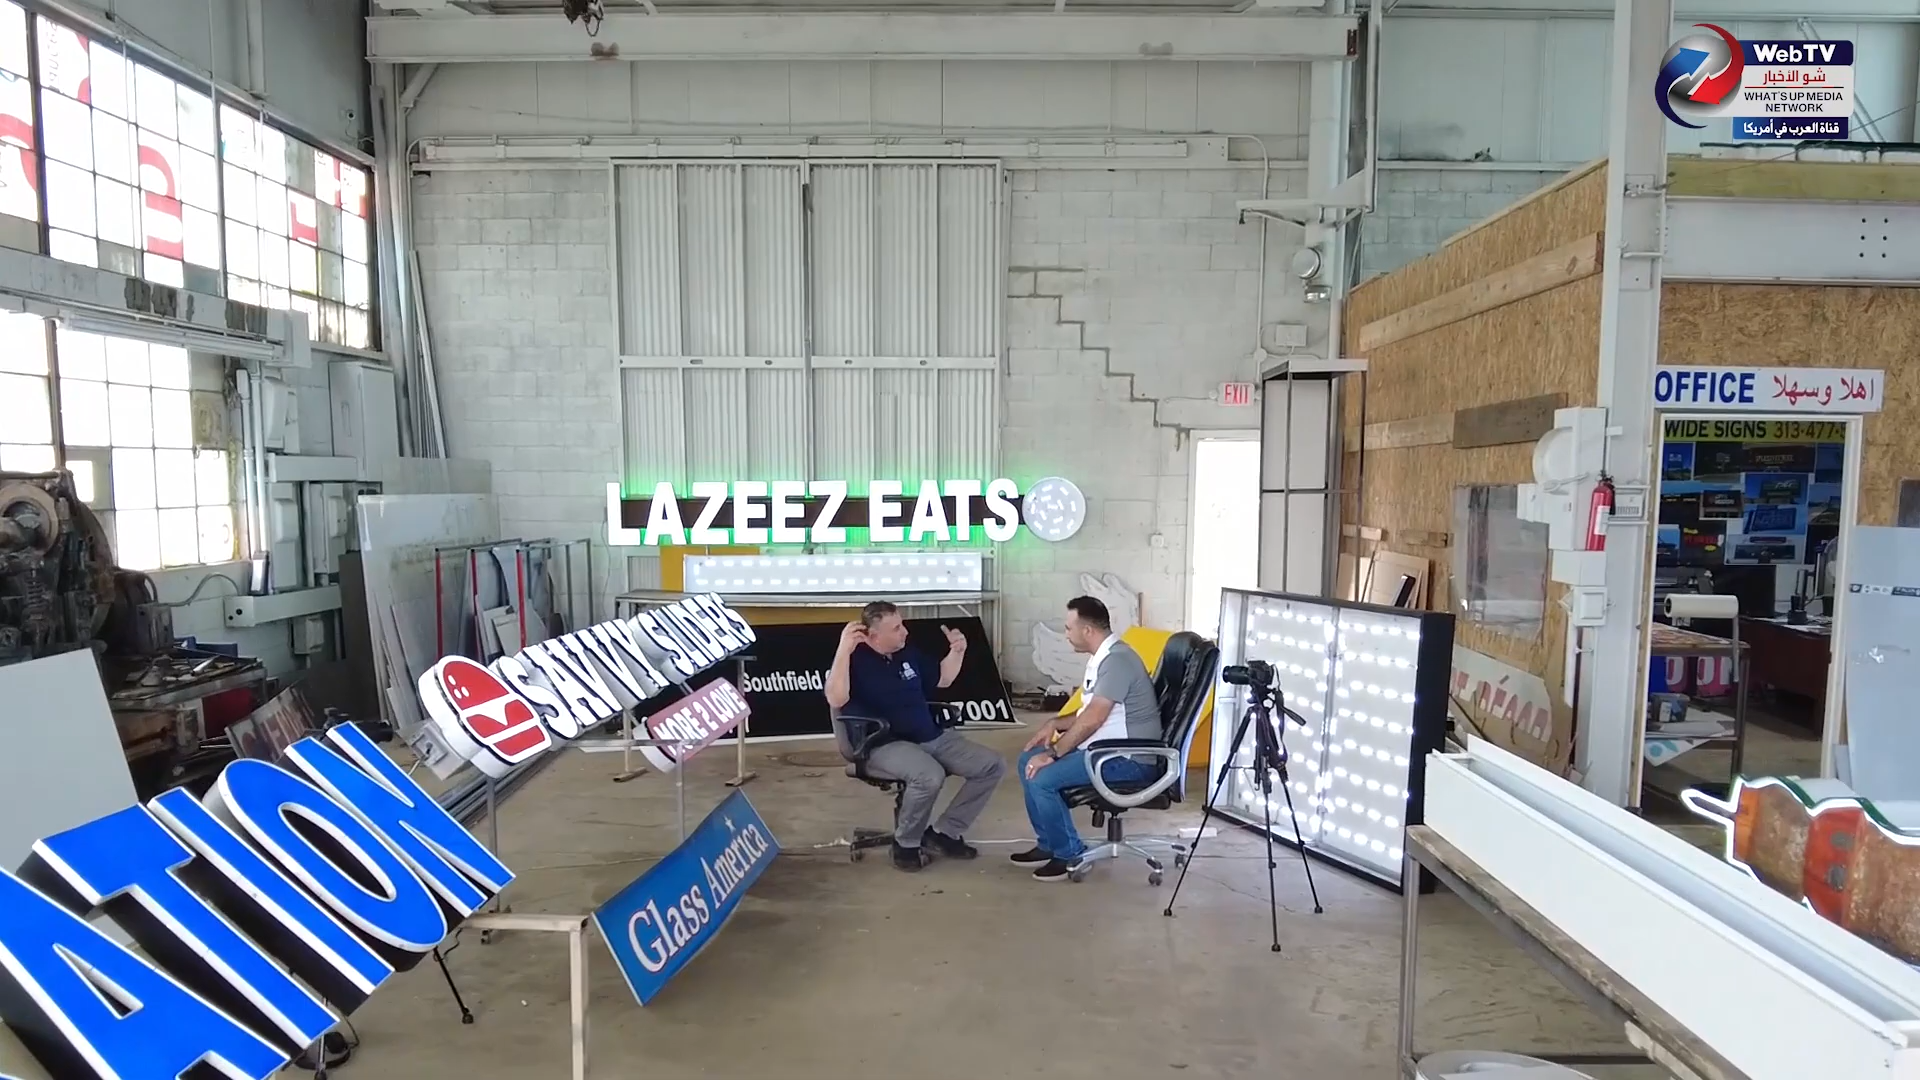 WebTV
شو الأخبار
WHAT'S UP MEDIA
NETWORK
قناة العرب في أمريكا
OFFICE اهلا وسهلا
WIDE SIGNS 313-477-
EXIT
LAZEEZ EATS
SAVVY SLIDERS
Southfield
MORE 2 LOVE
7001
ATION
Glass America